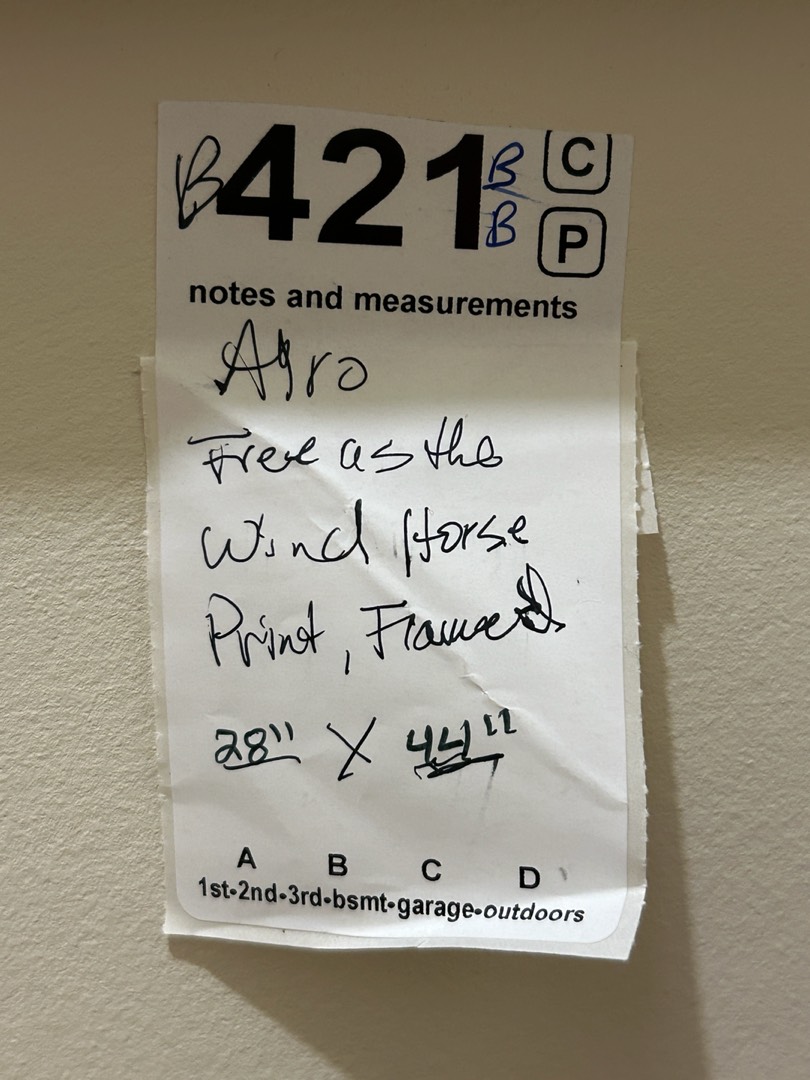 B421 B C
B P
notes and measurements
Agro
Free as the
Wind Horse
Print, Framed
28" X 44"
A B C D
1st•2nd•3rd•bsmt•garage•outdoors